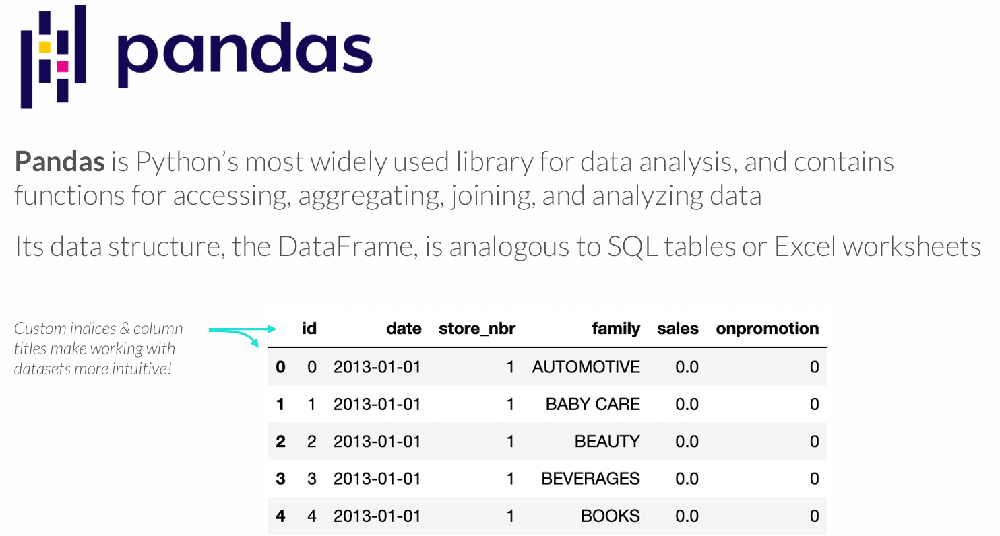 pandas
Pandas is Python’s most widely used library for data analysis, and contains
functions for accessing, aggregating, joining, and analyzing data
Its data structure, the DataFrame, is analogous to SQL tables or Excel worksheets
Custom indices & column
titles make working with
datasets more intuitive!
id date store_nbr family sales onpromotion
0 0 2013-01-01 1 AUTOMOTIVE 0.0 0
1 1 2013-01-01 1 BABY CARE 0.0 0
2 2 2013-01-01 1 BEAUTY 0.0 0
3 3 2013-01-01 1 BEVERAGES 0.0 0
4 4 2013-01-01 1 BOOKS 0.0 0